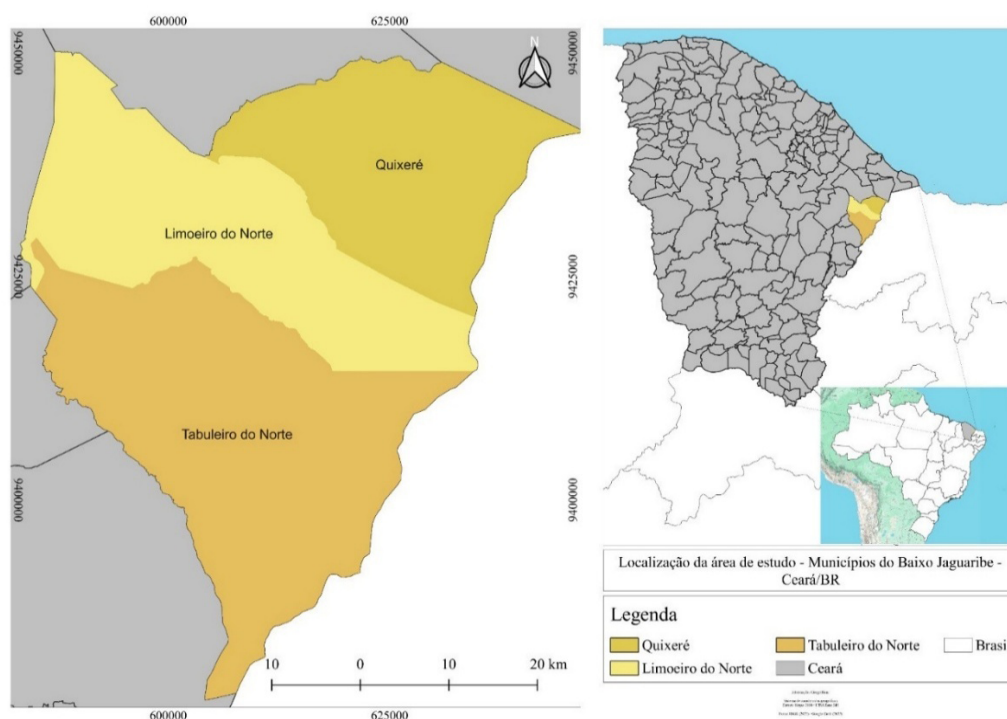 600000
625000
9450000
9450000
N
Quixeré
Limoeiro do Norte
9425000
9425000
Tabuleiro do Norte
9400000
9400000
10 0 10 20 km
600000
625000
Localização da área de estudo - Municípios do Baixo Jaguaribe -
Ceará/BR
Legenda
Quixeré
Tabuleiro do Norte
Brasi
Limoeiro do Norte
Ceará